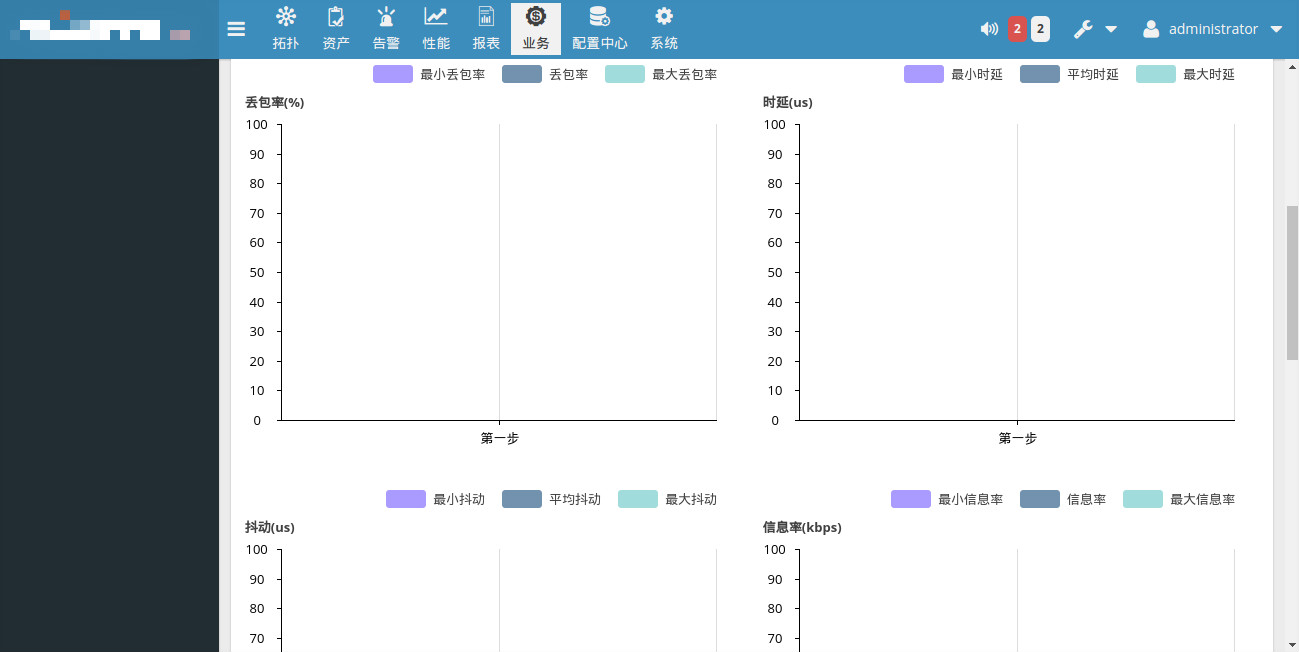 拓扑 资产 告警 性能 报表 业务 配置中心 系统 2 2 administrator
最小丢包率 丢包率 最大丢包率
丢包率(%)
100
90
80
70
60
50
40
30
20
10
0
第一步
最小时延 平均时延 最大时延
时延(us)
100
90
80
70
60
50
40
30
20
10
0
第一步
最小抖动 平均抖动 最大抖动
抖动(us)
100
90
80
70
最小信息率 信息率 最大信息率
信息率(kbps)
100
90
80
70